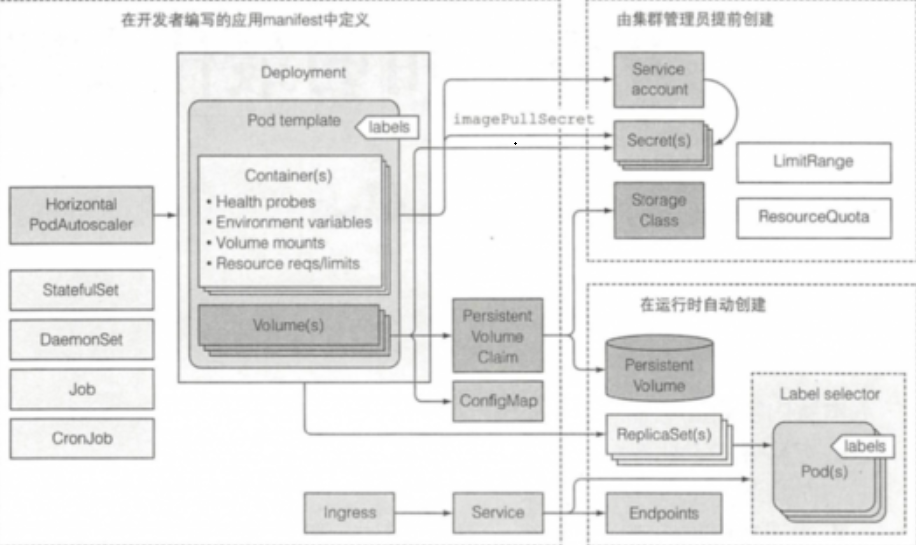 在开发者编写的应用manifest中定义
由集群管理员提前创建
Deployment
Pod template
labels
Container(s)
• Health probes
• Environment variables
• Volume mounts
• Resource reqs/limits
Volume(s)
Horizontal
PodAutoscaler
StatefulSet
DaemonSet
Job
CronJob
imagePullSecret
Service
account
Secret(s)
Storage
Class
LimitRange
ResourceQuota
Persistent
Volume
Claim
ConfigMap
在运行时自动创建
Persistent
Volume
ReplicaSet(s)
Label selector
labels
Pod(s)
Ingress
Service
Endpoints